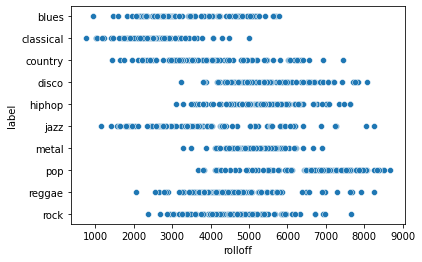 blues
classical
country
disco
hiphop
jazz
metal
pop
reggae
rock
label
1000 2000 3000 4000 5000 6000 7000 8000 9000
rolloff